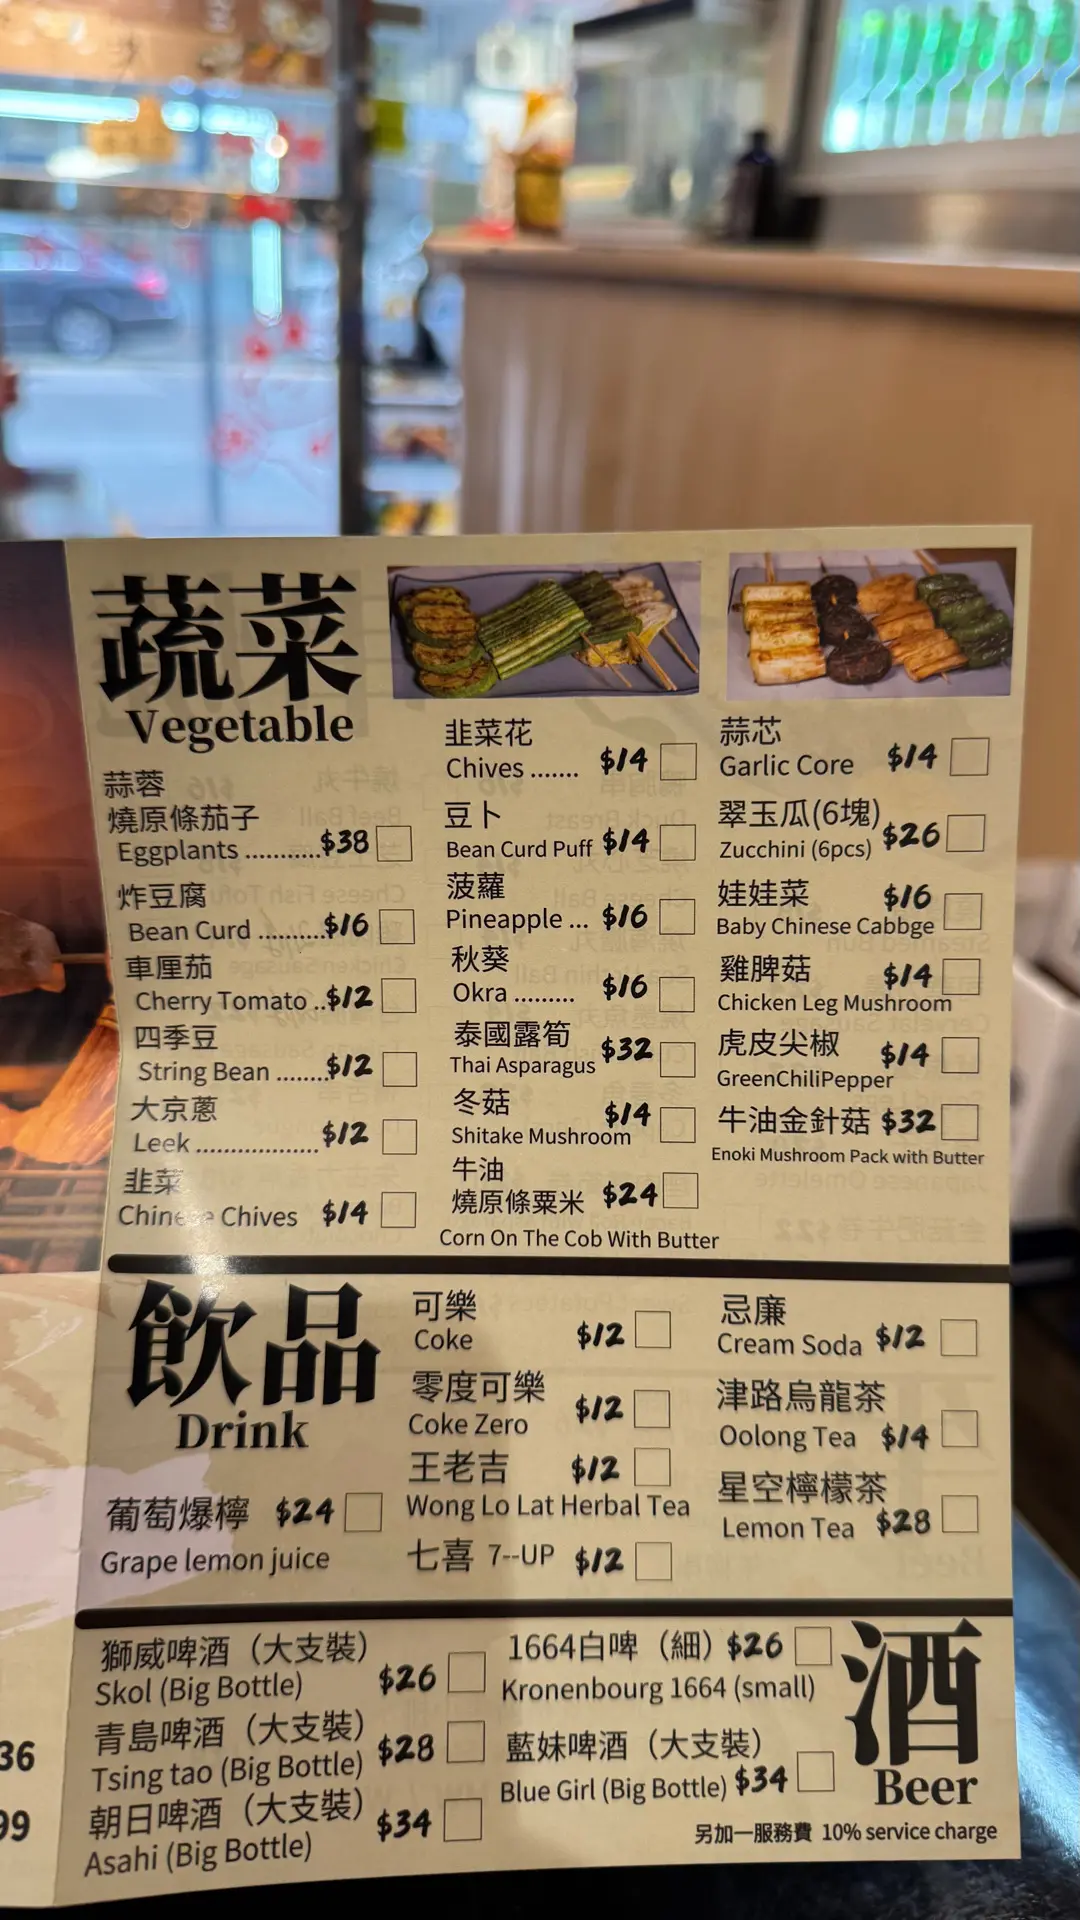 蔬菜
Vegetable
蒜蓉
燒原條茄子
Eggplants ...........$38
炸豆腐
Bean Curd ..........$16
車厘茄
Cherry Tomato ..$12
四季豆
String Bean ........$12
大京蔥
Leek ................... $12
韭菜
Chinese Chives $14
韭菜花
Chives ....... $14
豆卜
Bean Curd Puff $14
菠蘿
Pineapple ... $16
秋葵
Okra ......... $16
泰國露筍
Thai Asparagus $32
冬菇 $14
Shitake Mushroom
牛油
燒原條粟米 $24
Corn On The Cob With Butter
蒜芯
Garlic Core $14
翠玉瓜(6塊)
Zucchini (6pcs) $26
娃娃菜 $16
Baby Chinese Cabbge
雞脾菇 $14
Chicken Leg Mushroom
虎皮尖椒 $14
GreenChiliPepper
牛油金針菇 $32
Enoki Mushroom Pack with Butter
飲品
Drink
葡萄爆檸 $24
Grape lemon juice
可樂
Coke $12
零度可樂
Coke Zero $12
王老吉 $12
Wong Lo Lat Herbal Tea
七喜 7--UP $12
忌廉
Cream Soda $12
津路烏龍茶
Oolong Tea $14
星空檸檬茶
Lemon Tea $28
獅威啤酒（大支裝）
Skol (Big Bottle) $26
青島啤酒（大支裝）
Tsing tao (Big Bottle) $28
朝日啤酒（大支裝）
Asahi (Big Bottle) $34
1664白啤（細）$26
Kronenbourg 1664 (small)
藍妹啤酒（大支裝）
Blue Girl (Big Bottle) $34
酒
Beer
另加一服務費 10% service charge
36
99